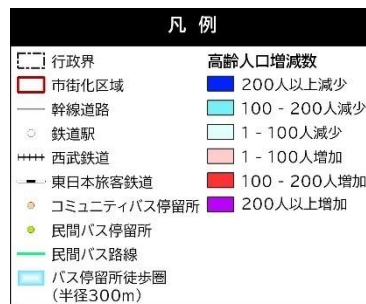 凡 例
行政界
市街化区域
幹線道路
鉄道駅
西武鉄道
東日本旅客鉄道
コミュニティバス停留所
民間バス停留所
民間バス路線
バス停留所徒歩圏
(半径300m)
高齢人口増減数
200人以上減少
100 - 200人減少
1 - 100人減少
1 - 100人増加
100 - 200人増加
200人以上増加